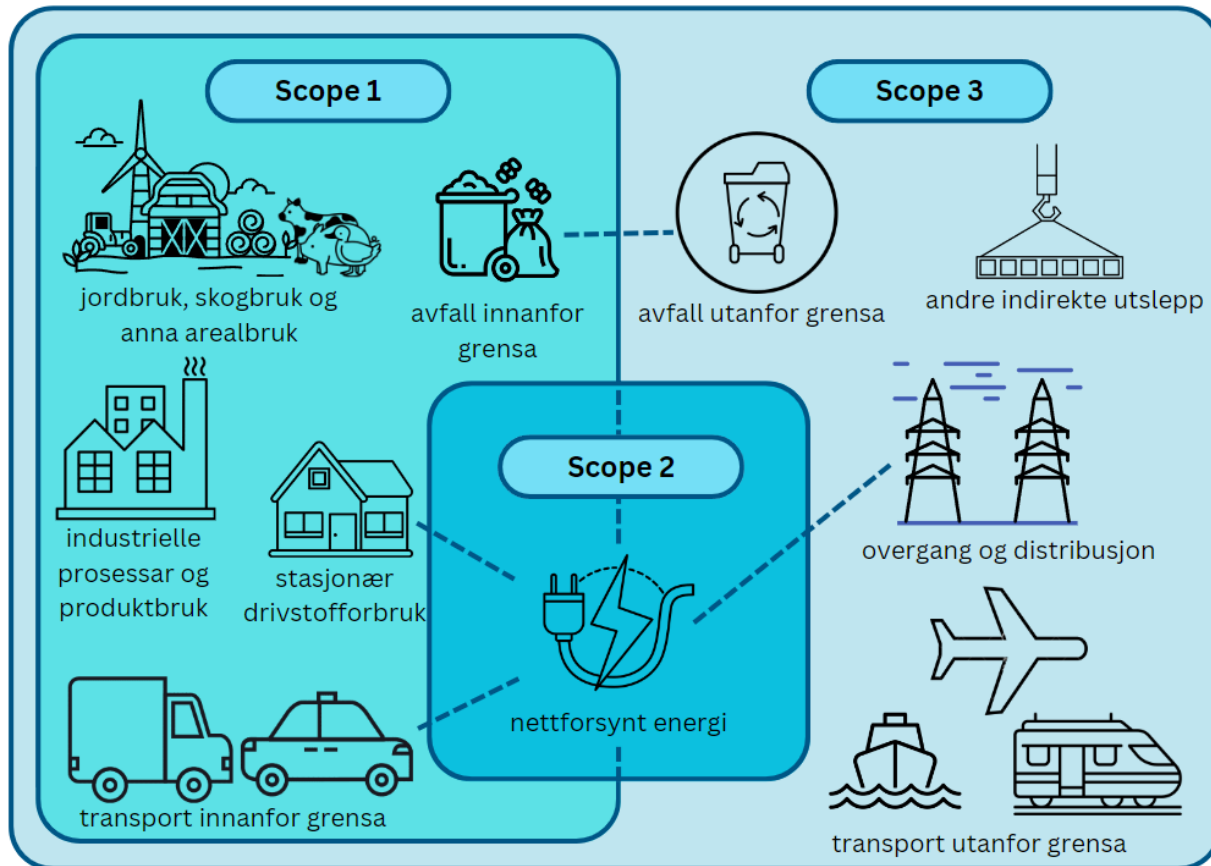 Scope 1
jordbruk, skogbruk og
anna arealbruk
avfall innanfor
grensa
industrielle
prosessar og
produktbruk
stasjonær
drivstofforbruk
transport innanfor grensa
Scope 2
nettforsynt energi
Scope 3
avfall utanfor grensa
andre indirekte utslepp
overgang og distribusjon
transport utanfor grensa